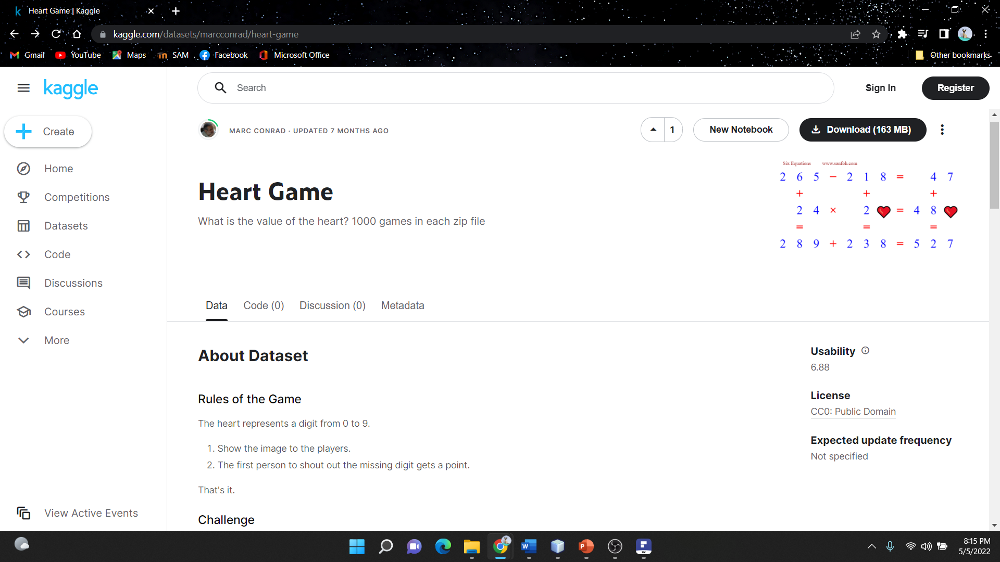 Heart Game | Kaggle
kaggle.com/datasets/marcconrad/heart-game
Gmail YouTube Maps SAM Facebook Microsoft Office Other bookmarks
kaggle
Search
Sign In Register
Create
Home
Competitions
Datasets
Code
Discussions
Courses
More
View Active Events
MARC CONRAD · UPDATED 7 MONTHS AGO
1
New Notebook
Download (163 MB)
Heart Game
What is the value of the heart? 1000 games in each zip file
Six Equations www.sanfoh.com
2 6 5 − 2 1 8 = 4 7
+ + +
2 4 × 2 ❤ = 4 8 ❤
= = =
2 8 9 + 2 3 8 = 5 2 7
Data Code (0) Discussion (0) Metadata
About Dataset
Rules of the Game
The heart represents a digit from 0 to 9.
1. Show the image to the players.
2. The first person to shout out the missing digit gets a point.
That's it.
Challenge
Usability
6.88
License
CC0: Public Domain
Expected update frequency
Not specified
8:15 PM
5/5/2022